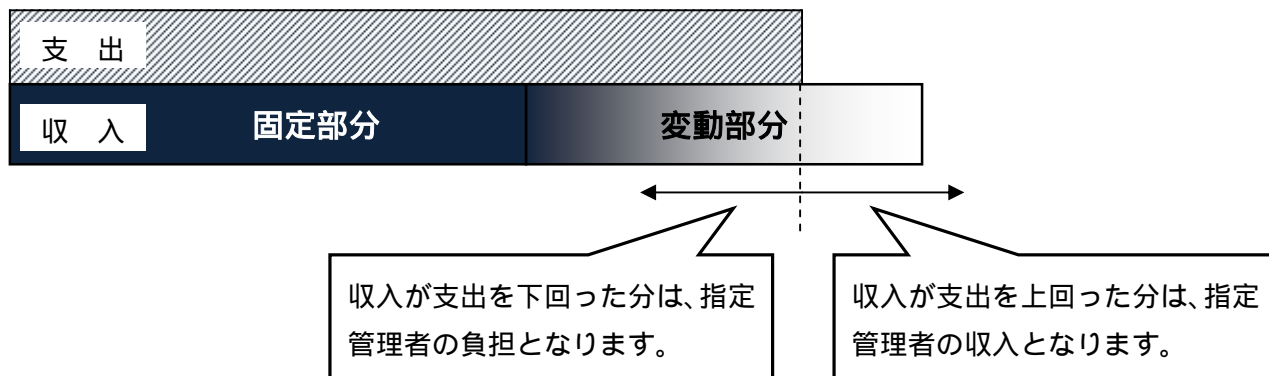 支　出
収　入
固定部分
変動部分
収入が支出を下回った分は、指定
管理者の負担となります。
収入が支出を上回った分は、指定
管理者の収入となります。